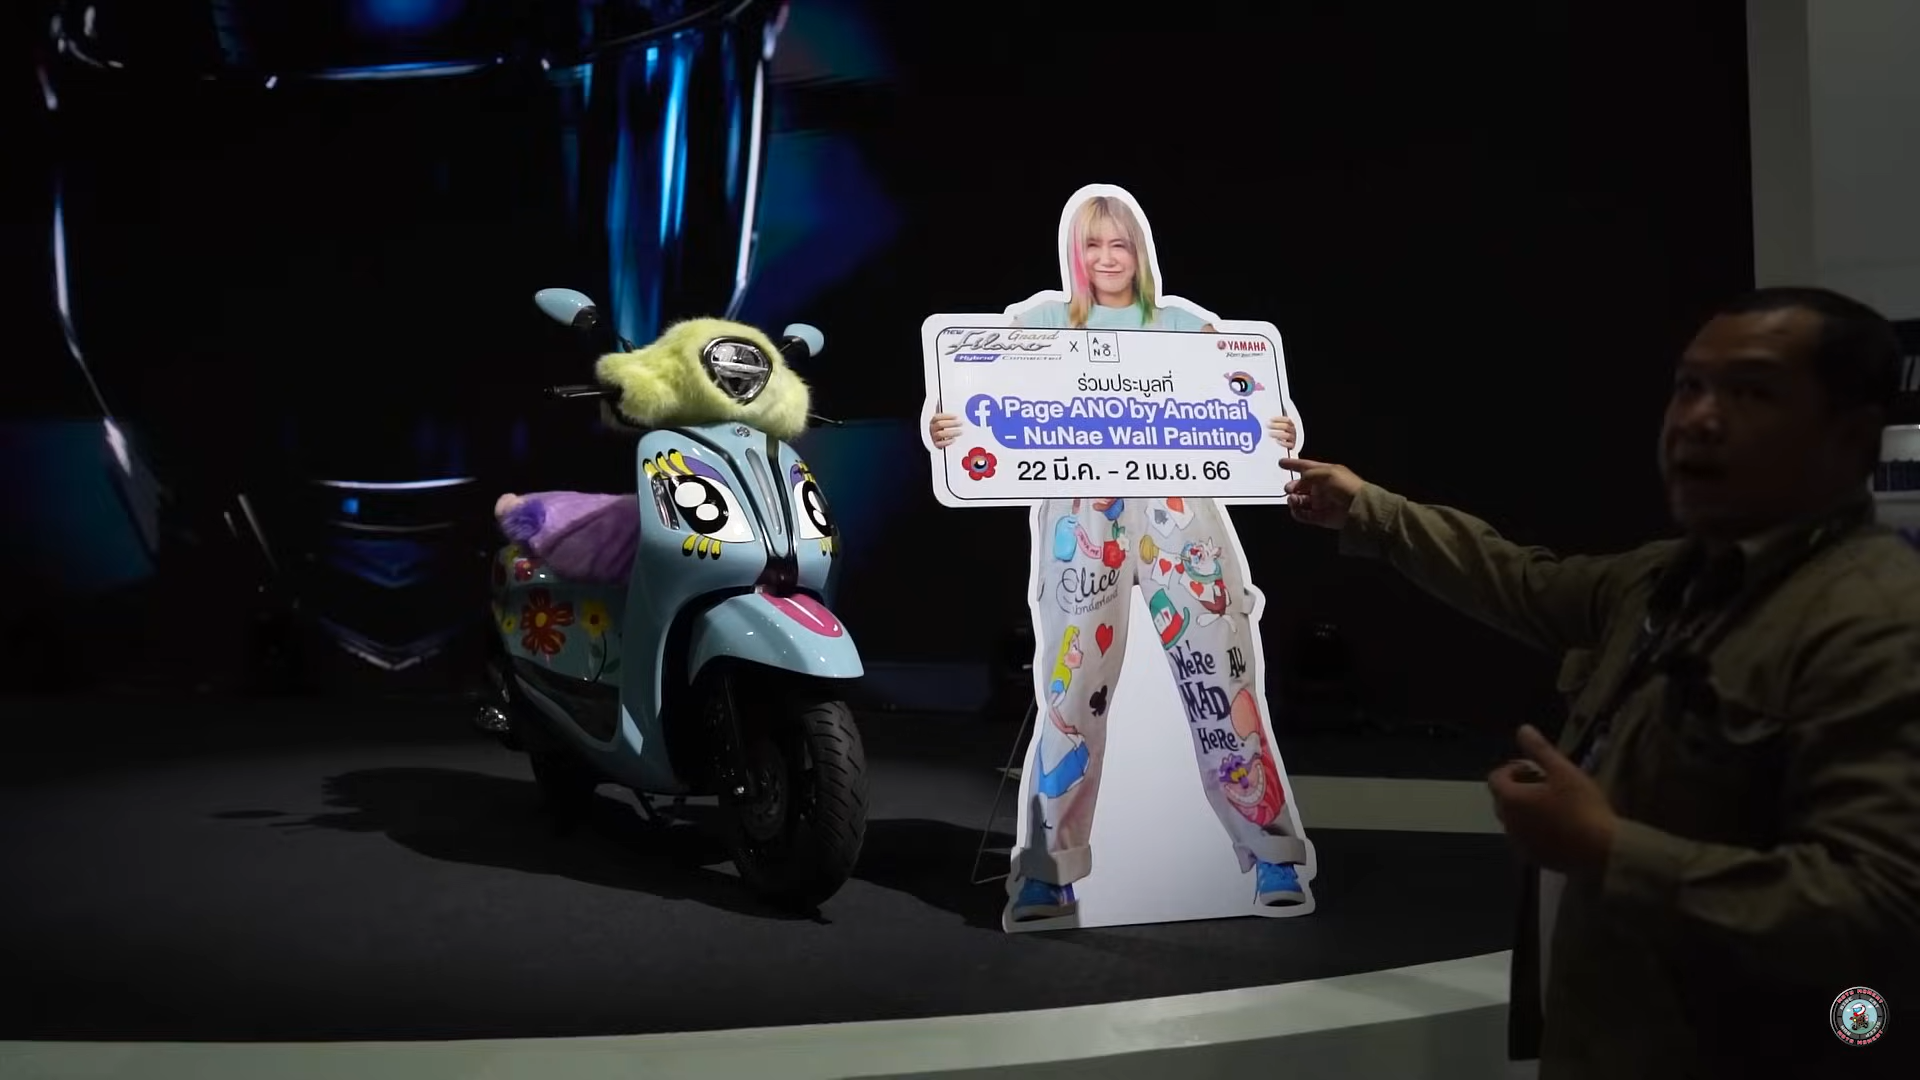 NEW Grand Filano
Hybrid Connected
X
ANO.
YAMAHA
ร่วมประมูลที่
f Page ANO by Anothai
- NuNae Wall Painting
22 มี.ค. - 2 เม.ย. 66
Alice
Wonderland
WE'RE ALL
MAD
HERE.
MOTO MOMENT